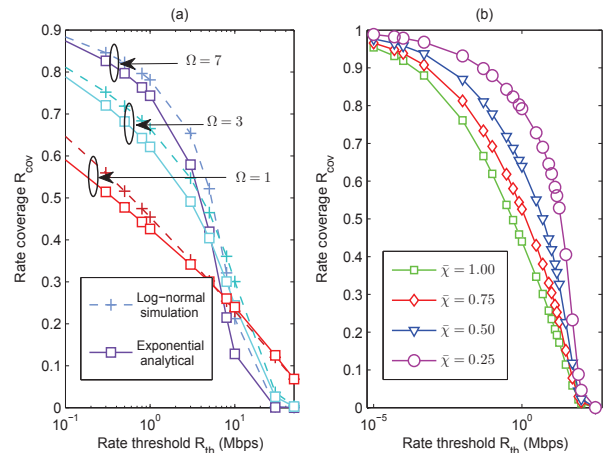 (a)
0.9
0.8
0.7
0.6
0.5
0.4
0.3
0.2
0.1
0
Rate coverage R_cov
Ω = 7
Ω = 3
Ω = 1
Log−normal
simulation
Exponential
analytical
10^−1
10^0
10^1
Rate threshold R_th (Mbps)
(b)
1
0.9
0.8
0.7
0.6
0.5
0.4
0.3
0.2
0.1
0
Rate coverage R_cov
χ̄ = 1.00
χ̄ = 0.75
χ̄ = 0.50
χ̄ = 0.25
10^−5
10^0
Rate threshold R_th (Mbps)